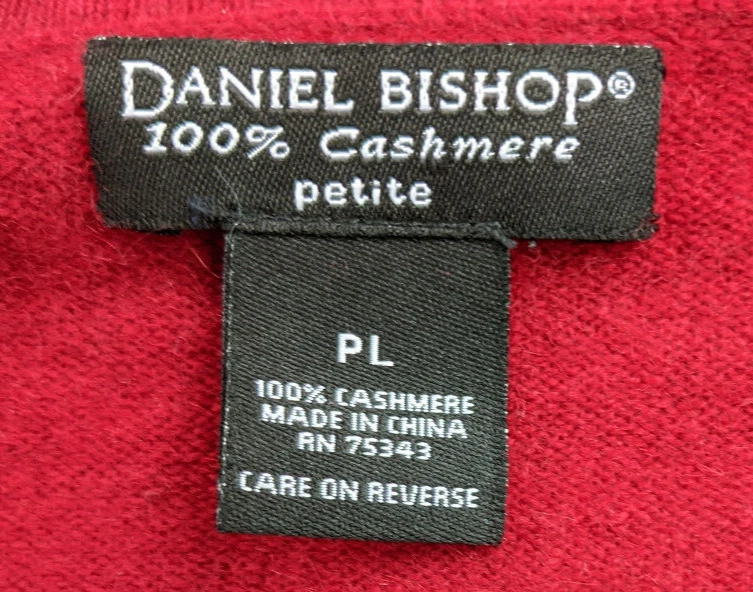 DANIEL BISHOP®
100% Cashmere
petite
PL
100% CASHMERE
MADE IN CHINA
RN 75343
CARE ON REVERSE